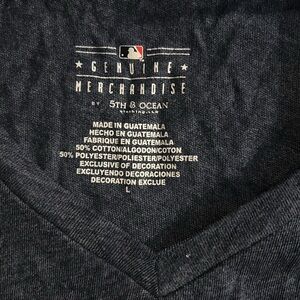 ★ GENUINE ★
MERCHANDISE
BY 5TH & OCEAN
MADE IN GUATEMALA
HECHO EN GUATEMALA
FABRIQUE EN GUATEMALA
50% COTTON/ALGODON/COTON
50% POLYESTER/POLIESTER/POLYESTER
EXCLUSIVE OF DECORATION
EXCLUYENDO DECORACIONES
DECORATION EXCLUE
L